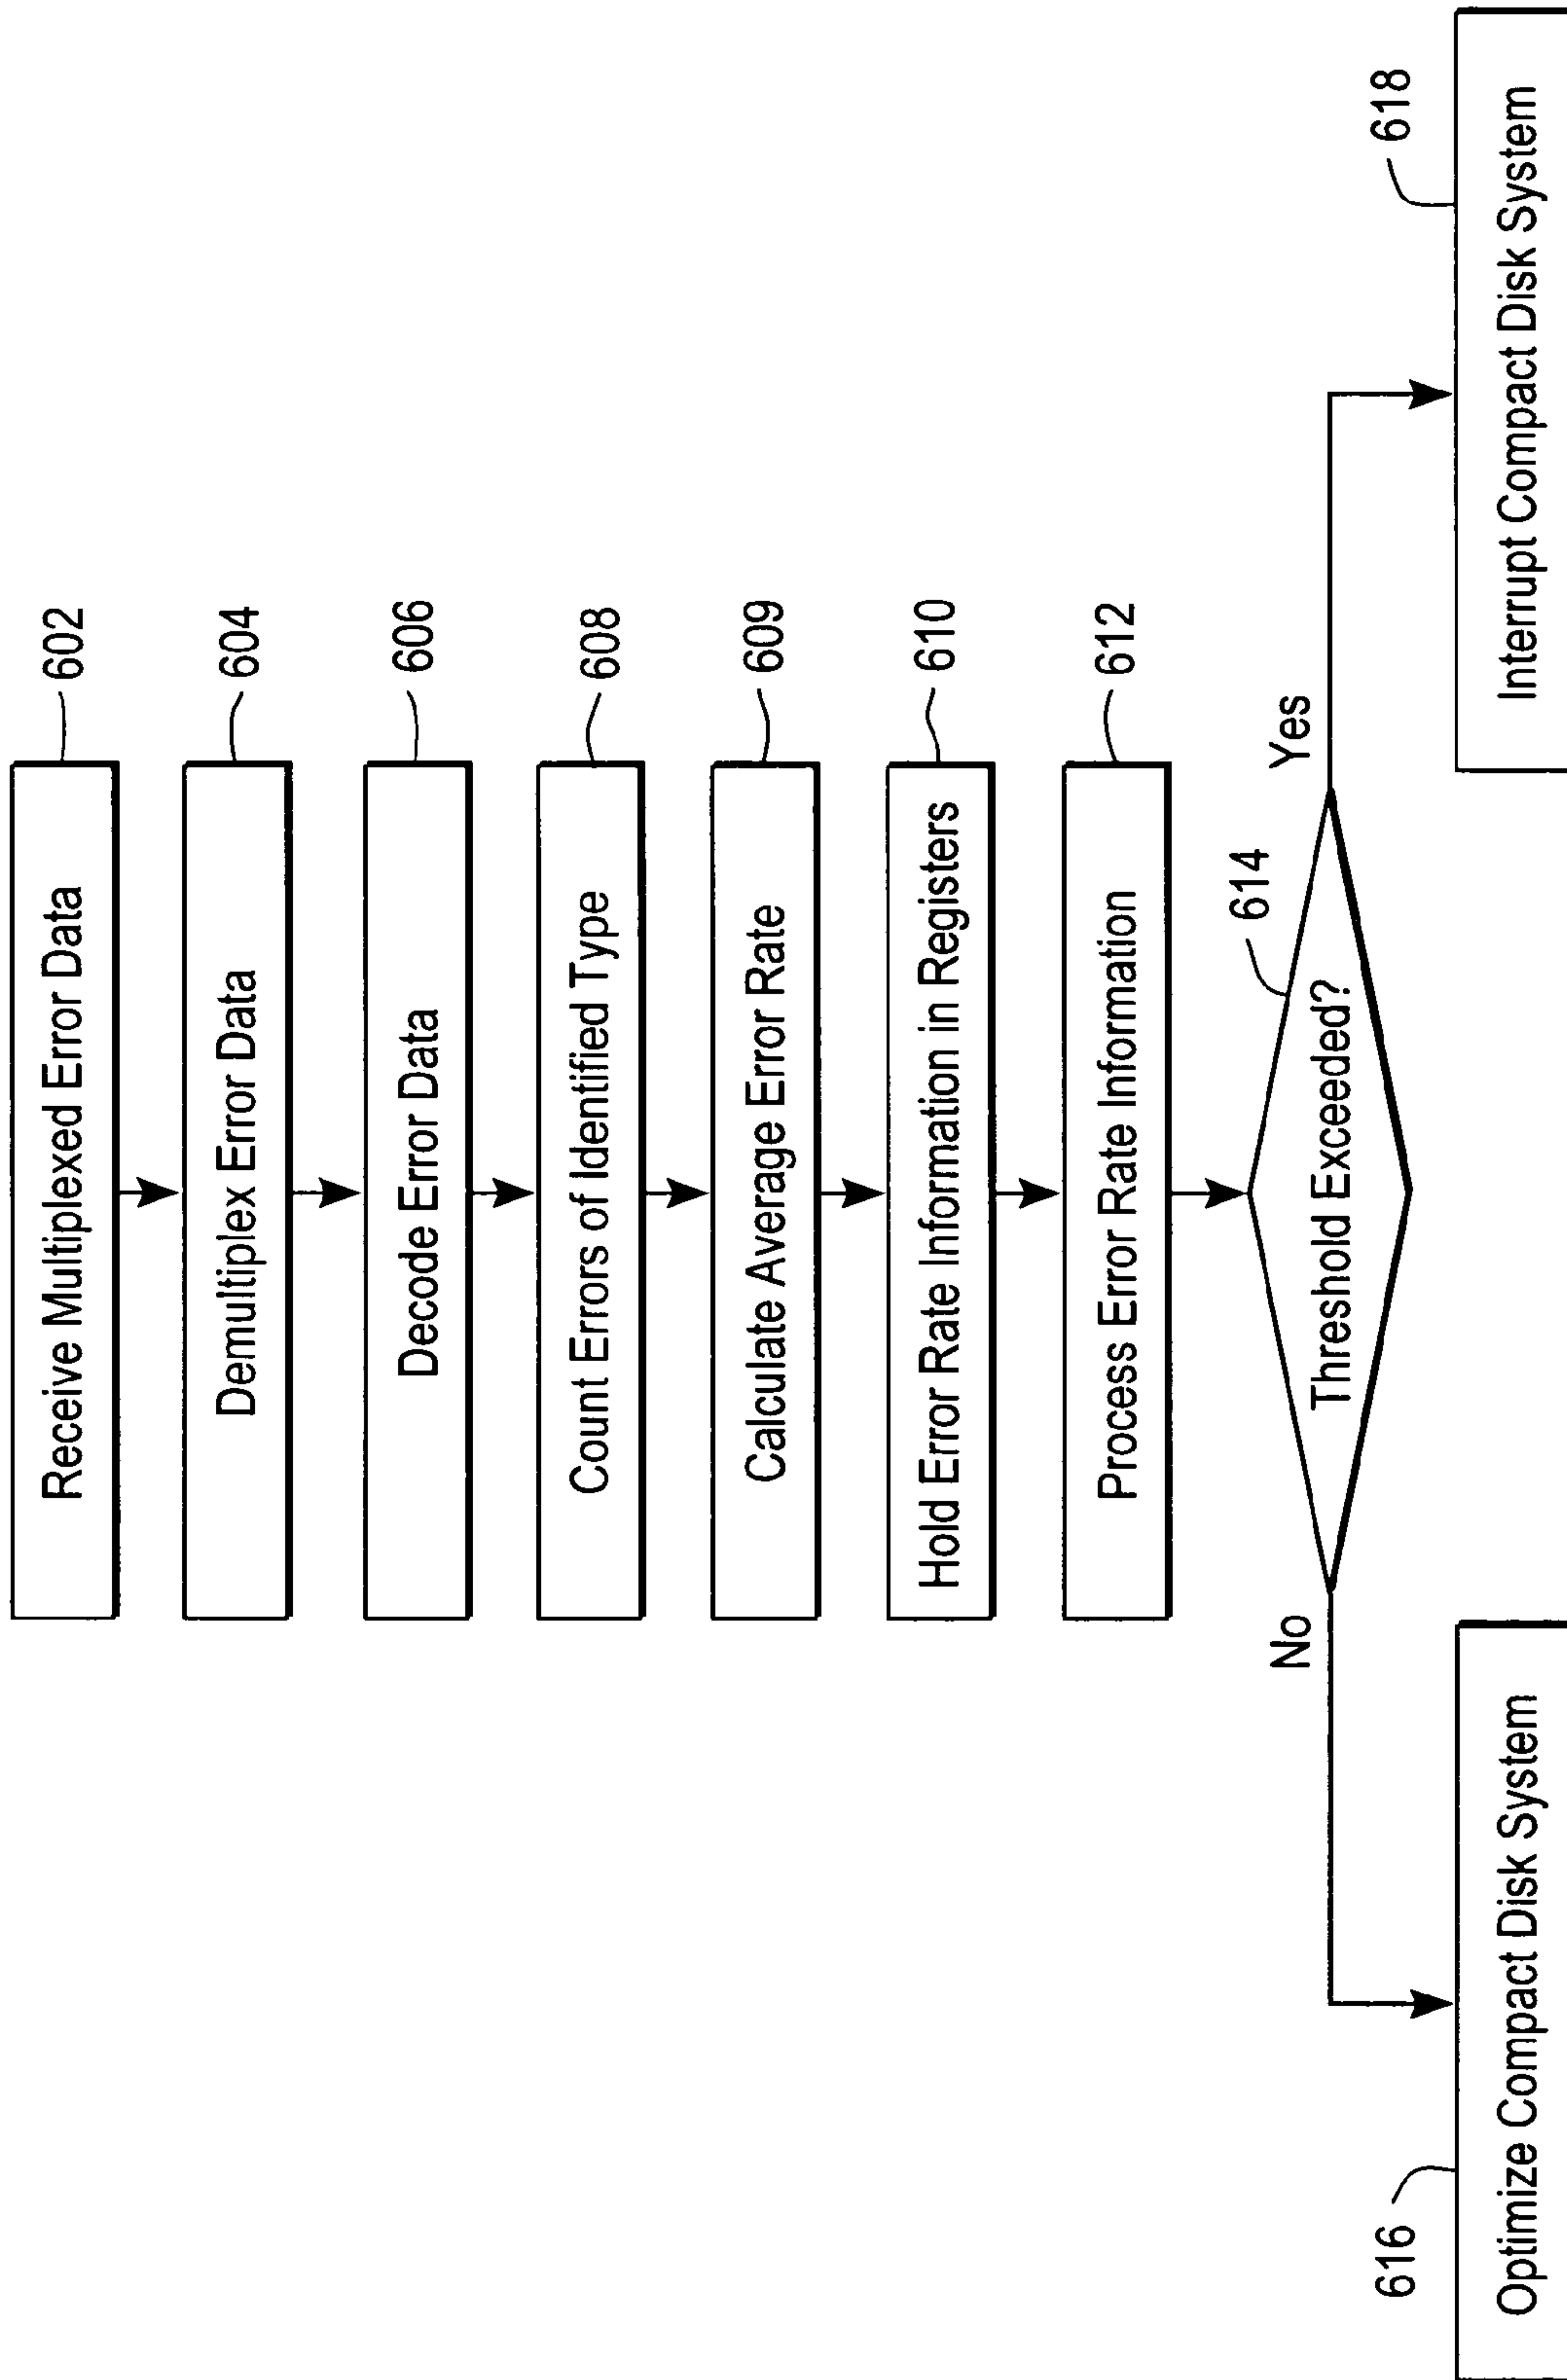 Receive Multiplexed Error Data
602
Demultiplex Error Data
604
Decode Error Data
606
Count Errors of Identified Type
608
Calculate Average Error Rate
609
Hold Error Rate Information in Registers
610
Process Error Rate Information
612
614
Threshold Exceeded?
No
Yes
616
Optimize Compact Disk System
618
Interrupt Compact Disk System